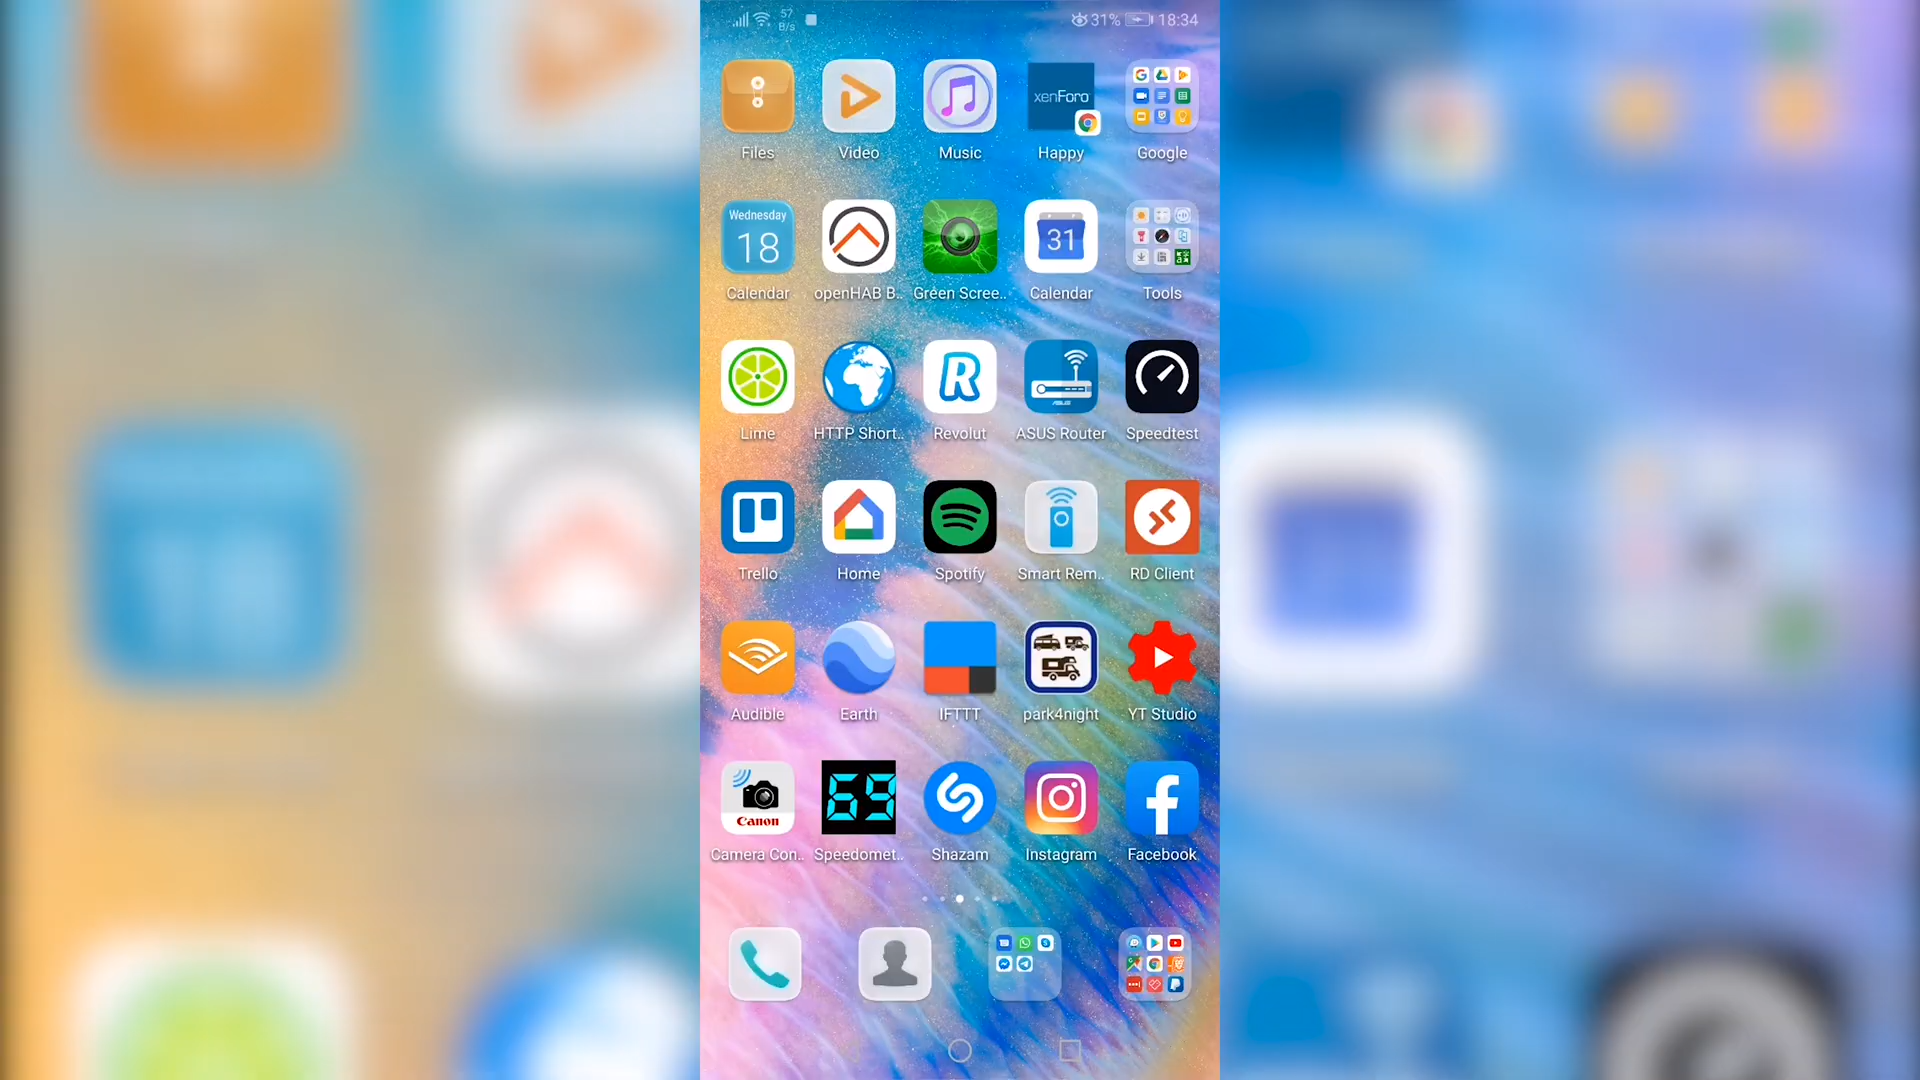 57
B/s
31%
18:34
xenForo
Files
Video
Music
Happy
Google
Wednesday
18
31
Calendar
openHAB B..
Green Scree..
Calendar
Tools
ASUS
Lime
HTTP Short..
Revolut
ASUS Router
Speedtest
Trello
Home
Spotify
Smart Rem..
RD Client
Audible
Earth
IFTTT
park4night
YT Studio
Canon
69
Camera Con..
Speedomet..
Shazam
Instagram
Facebook